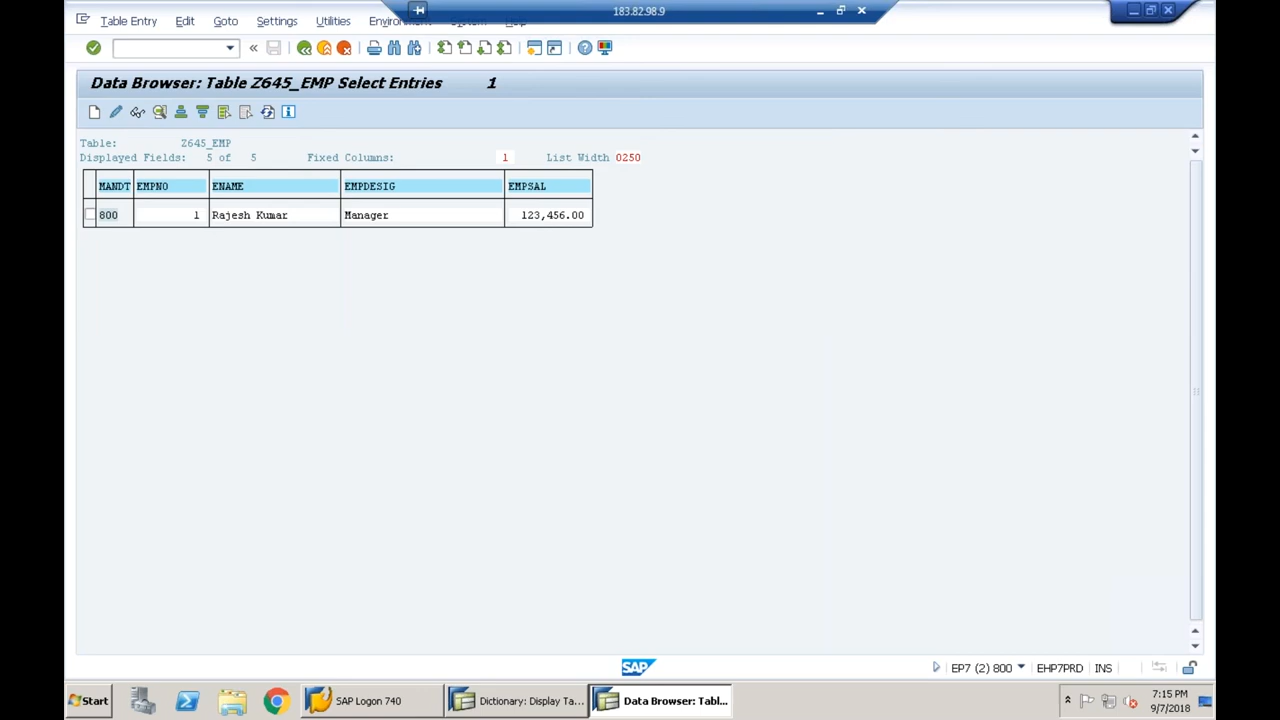 183.82.98.9
Table Entry Edit Goto Settings Utilities Environment System Help
Data Browser: Table Z645_EMP Select Entries 1
Table: Z645_EMP
Displayed Fields: 5 of 5 Fixed Columns: 1 List Width 0250
MANDT EMPNO ENAME EMPDESIG EMPSAL
800 1 Rajesh Kumar Manager 123,456.00
SAP
EP7 (2) 800 EHP7PRD INS
Start SAP Logon 740 Dictionary: Display Ta... Data Browser: Tabl...
7:15 PM
9/7/2018